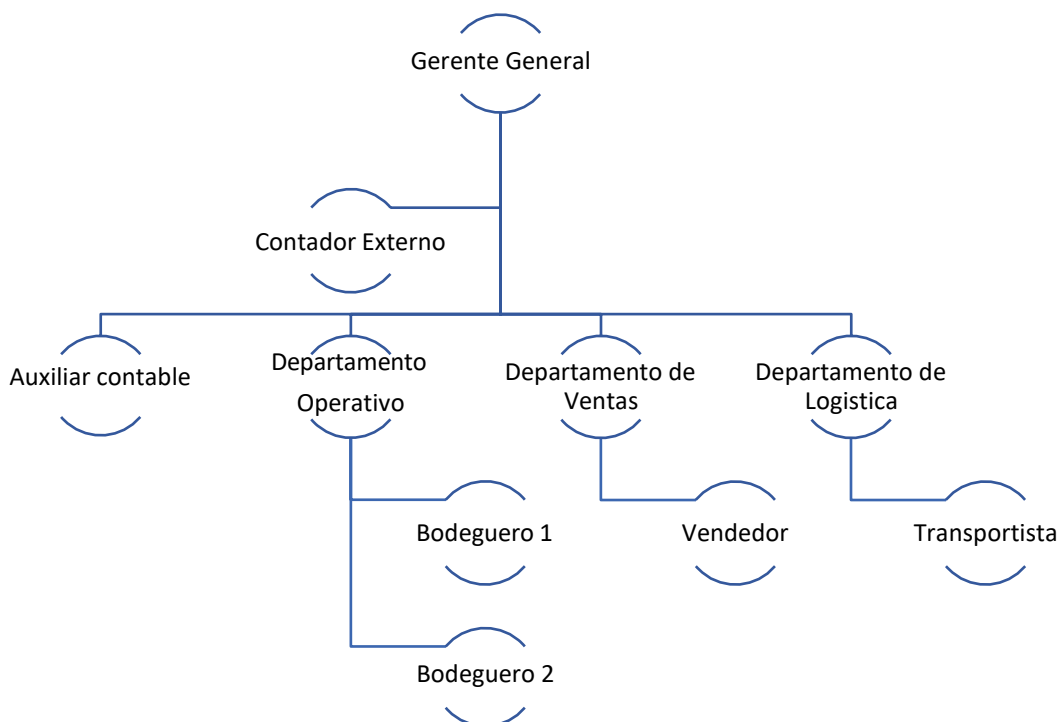 Gerente General
Contador Externo
Auxiliar contable
Departamento
Operativo
Departamento de
Ventas
Departamento de
Logistica
Bodeguero 1
Vendedor
Transportista
Bodeguero 2